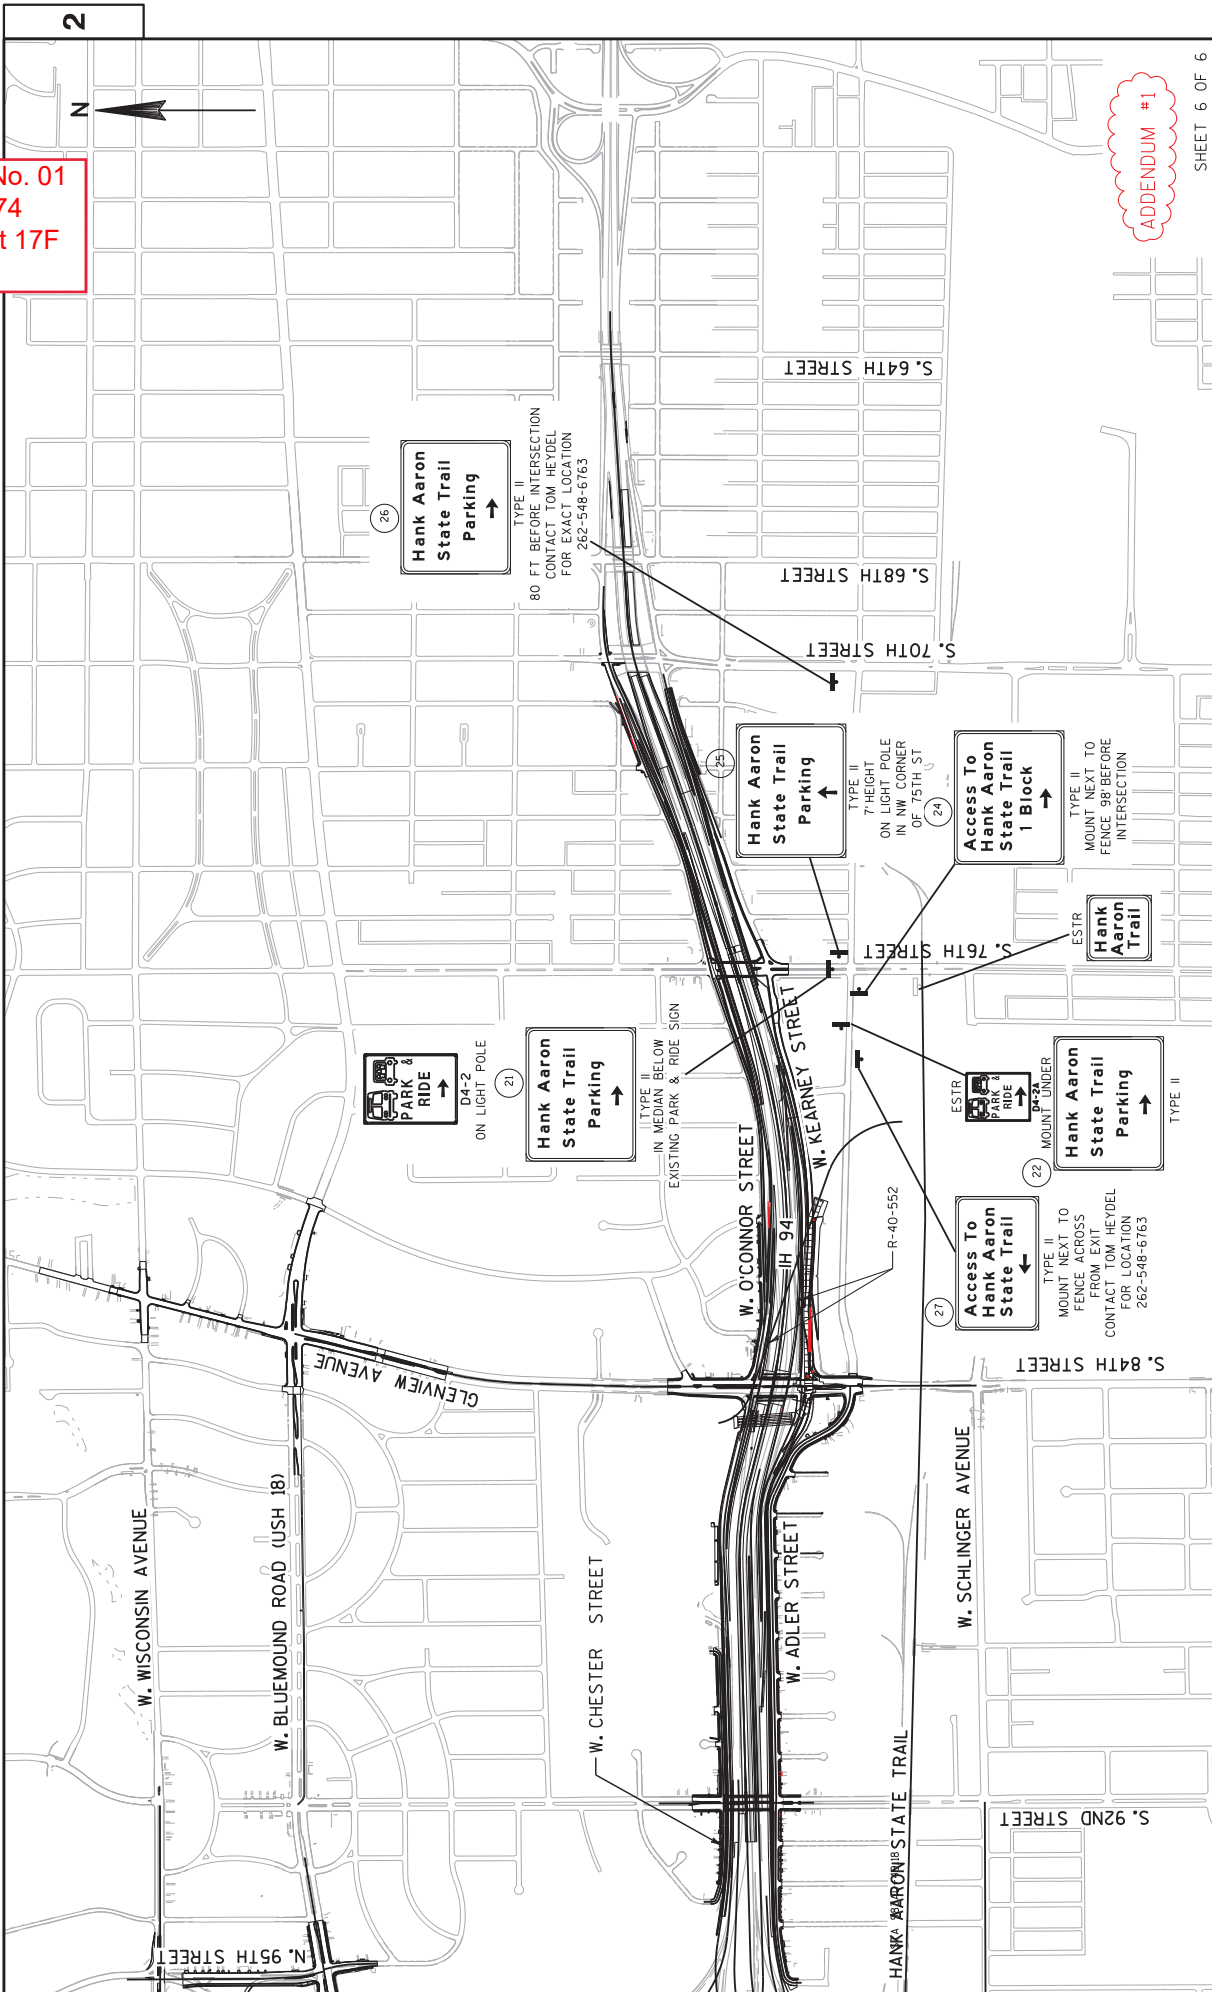 2
N
No. 01
74
t 17F
ADDENDUM #1
SHEET 6 OF 6
S. 64TH STREET
S. 68TH STREET
S. 70TH STREET
26
Hank Aaron
State Trail
Parking
→
TYPE II
80 FT BEFORE INTERSECTION
CONTACT TOM HEYDEL
FOR EXACT LOCATION
262-548-6763
25
Hank Aaron
State Trail
Parking
←
TYPE II
7' HEIGHT
ON LIGHT POLE
IN NW CORNER
OF 75TH ST
24
Access To
Hank Aaron
State Trail
1 Block
→
TYPE II
MOUNT NEXT TO
FENCE 98' BEFORE
INTERSECTION
ESTR
Hank
Aaron
Trail
S. 76TH STREET
PARK &
RIDE
→
D4-2
ON LIGHT POLE
21
Hank Aaron
State Trail
Parking
→
TYPE II
IN MEDIAN BELOW
EXISTING PARK & RIDE SIGN
ESTR
PARK &
RIDE
→
D4-2A
MOUNT UNDER
22
Hank Aaron
State Trail
Parking
→
TYPE II
27
Access To
Hank Aaron
State Trail
←
TYPE II
MOUNT NEXT TO
FENCE ACROSS
FROM EXIT
CONTACT TOM HEYDEL
FOR LOCATION
262-548-6763
W. O'CONNOR STREET
W. KEARNEY STREET
IH 94
R-40-552
GLENVIEW AVENUE
S. 84TH STREET
W. WISCONSIN AVENUE
W. BLUEMOUND ROAD (USH 18)
W. CHESTER STREET
W. ADLER STREET
W. SCHLINGER AVENUE
HANK AARON STATE TRAIL
S. 92ND STREET
N. 95TH STREET